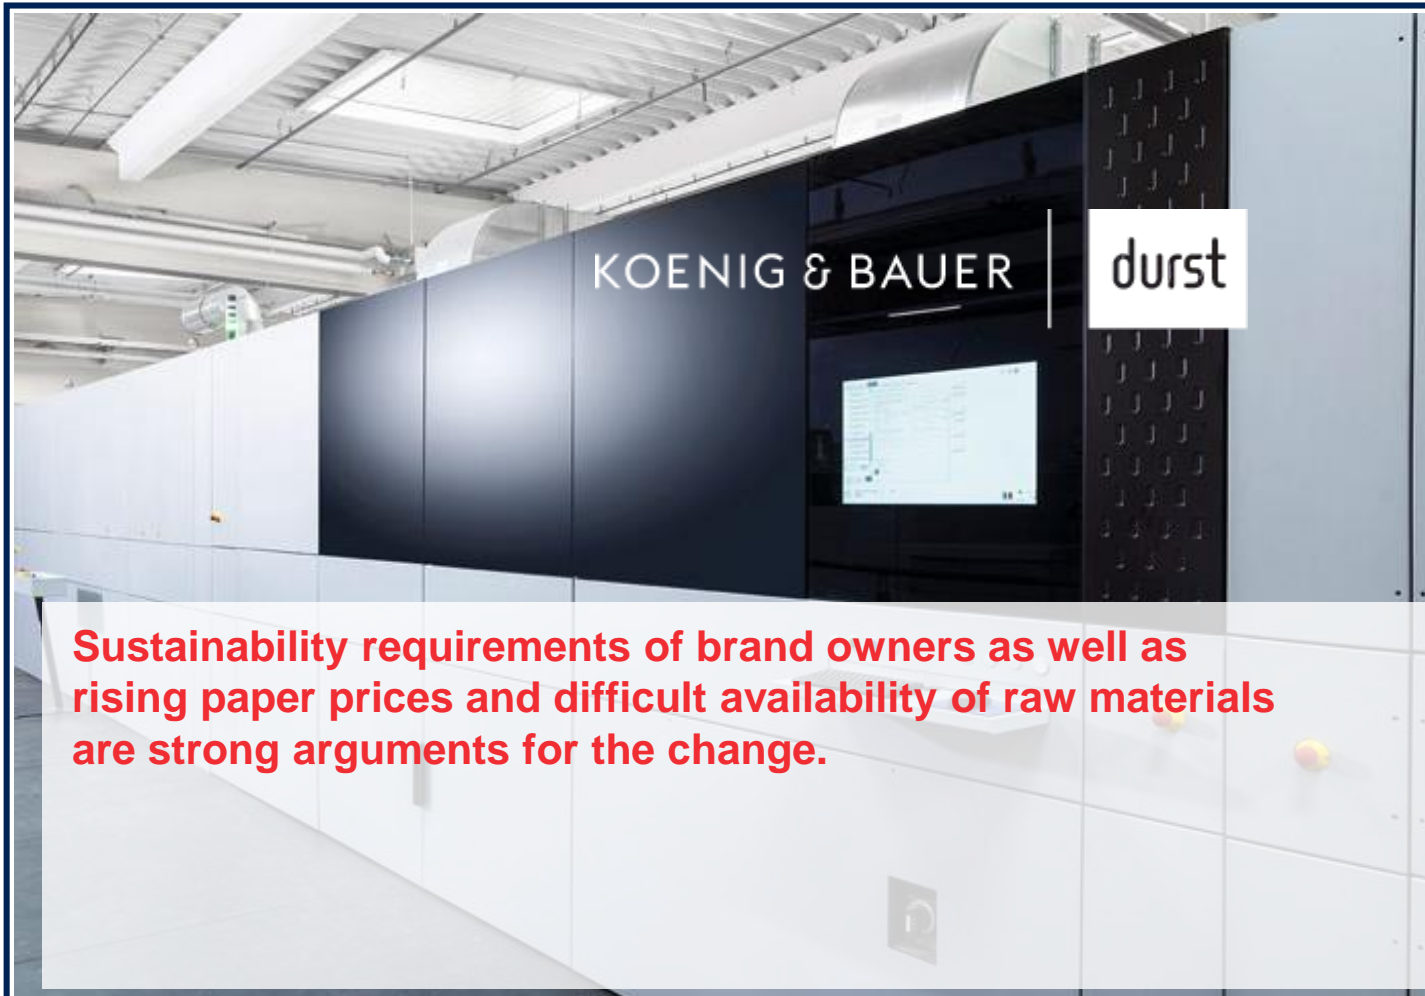 KOENIG & BAUER
durst
Sustainability requirements of brand owners as well as
rising paper prices and difficult availability of raw materials
are strong arguments for the change.